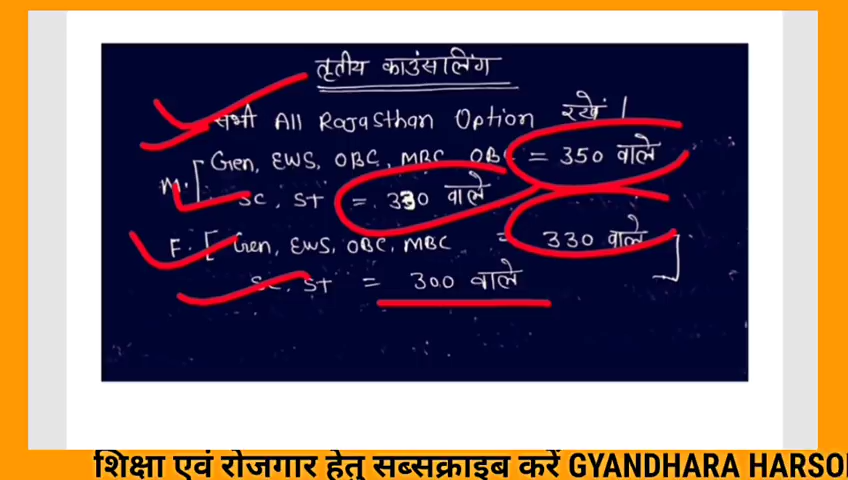 तृतीय काउंसलिंग
सभी All Rajasthan Option रखें |
M. [ Gen, EWS, OBC, MBC OBC = 350 वाले
SC, ST = 330 वाले
F. [ Gen, EWS, OBC, MBC = 330 वाले ]
SC, ST = 300 वाले
शिक्षा एवं रोजगार हेतु सब्सक्राइब करें GYANDHARA HARSO